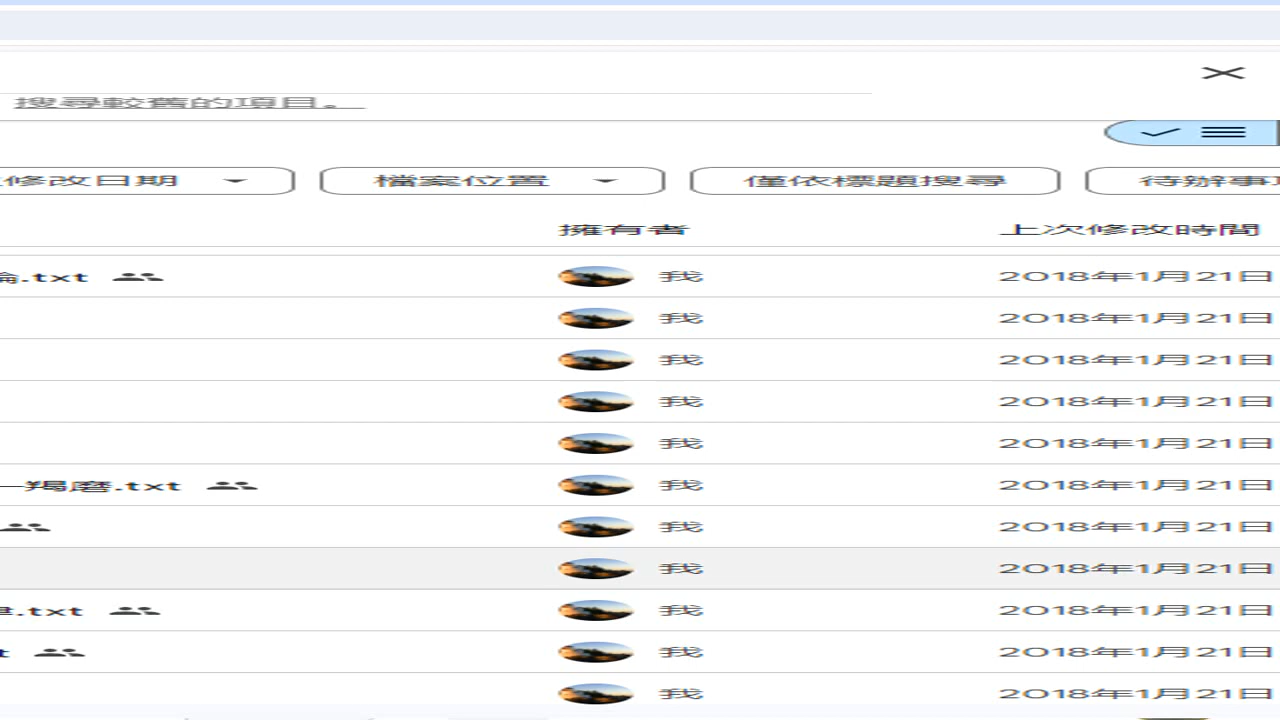 搜尋較舊的項目。
修改日期
檔案位置
僅依標題搜尋
待辦事
擁有者
上次修改時間
.txt 我 2018年1月21日
我 2018年1月21日
我 2018年1月21日
我 2018年1月21日
我 2018年1月21日
羯磨.txt 我 2018年1月21日
我 2018年1月21日
我 2018年1月21日
.txt 我 2018年1月21日
t 我 2018年1月21日
我 2018年1月21日